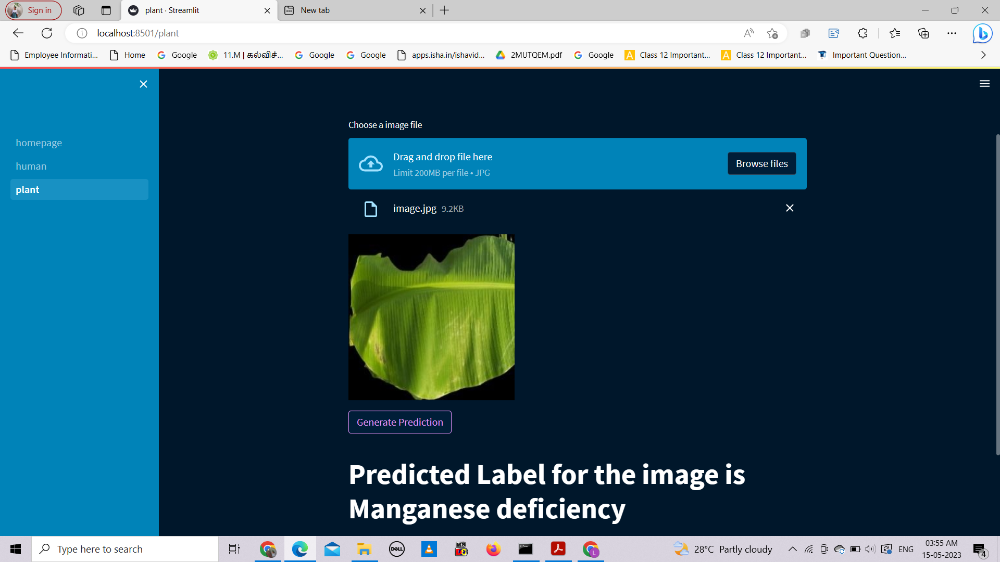 Sign in
plant · Streamlit
New tab
localhost:8501/plant
Employee Informati...
Home
Google
11.M | கல்விச்...
Google
Google
apps.isha.in/ishavid...
2MUTQEM.pdf
Google
Class 12 Important...
Class 12 Important...
Important Question...
homepage
human
plant
Choose a image file
Drag and drop file here
Limit 200MB per file • JPG
Browse files
image.jpg 9.2KB
Generate Prediction
Predicted Label for the image is
Manganese deficiency
Type here to search
DELL
28°C Partly cloudy
ENG
03:55 AM
15-05-2023
4